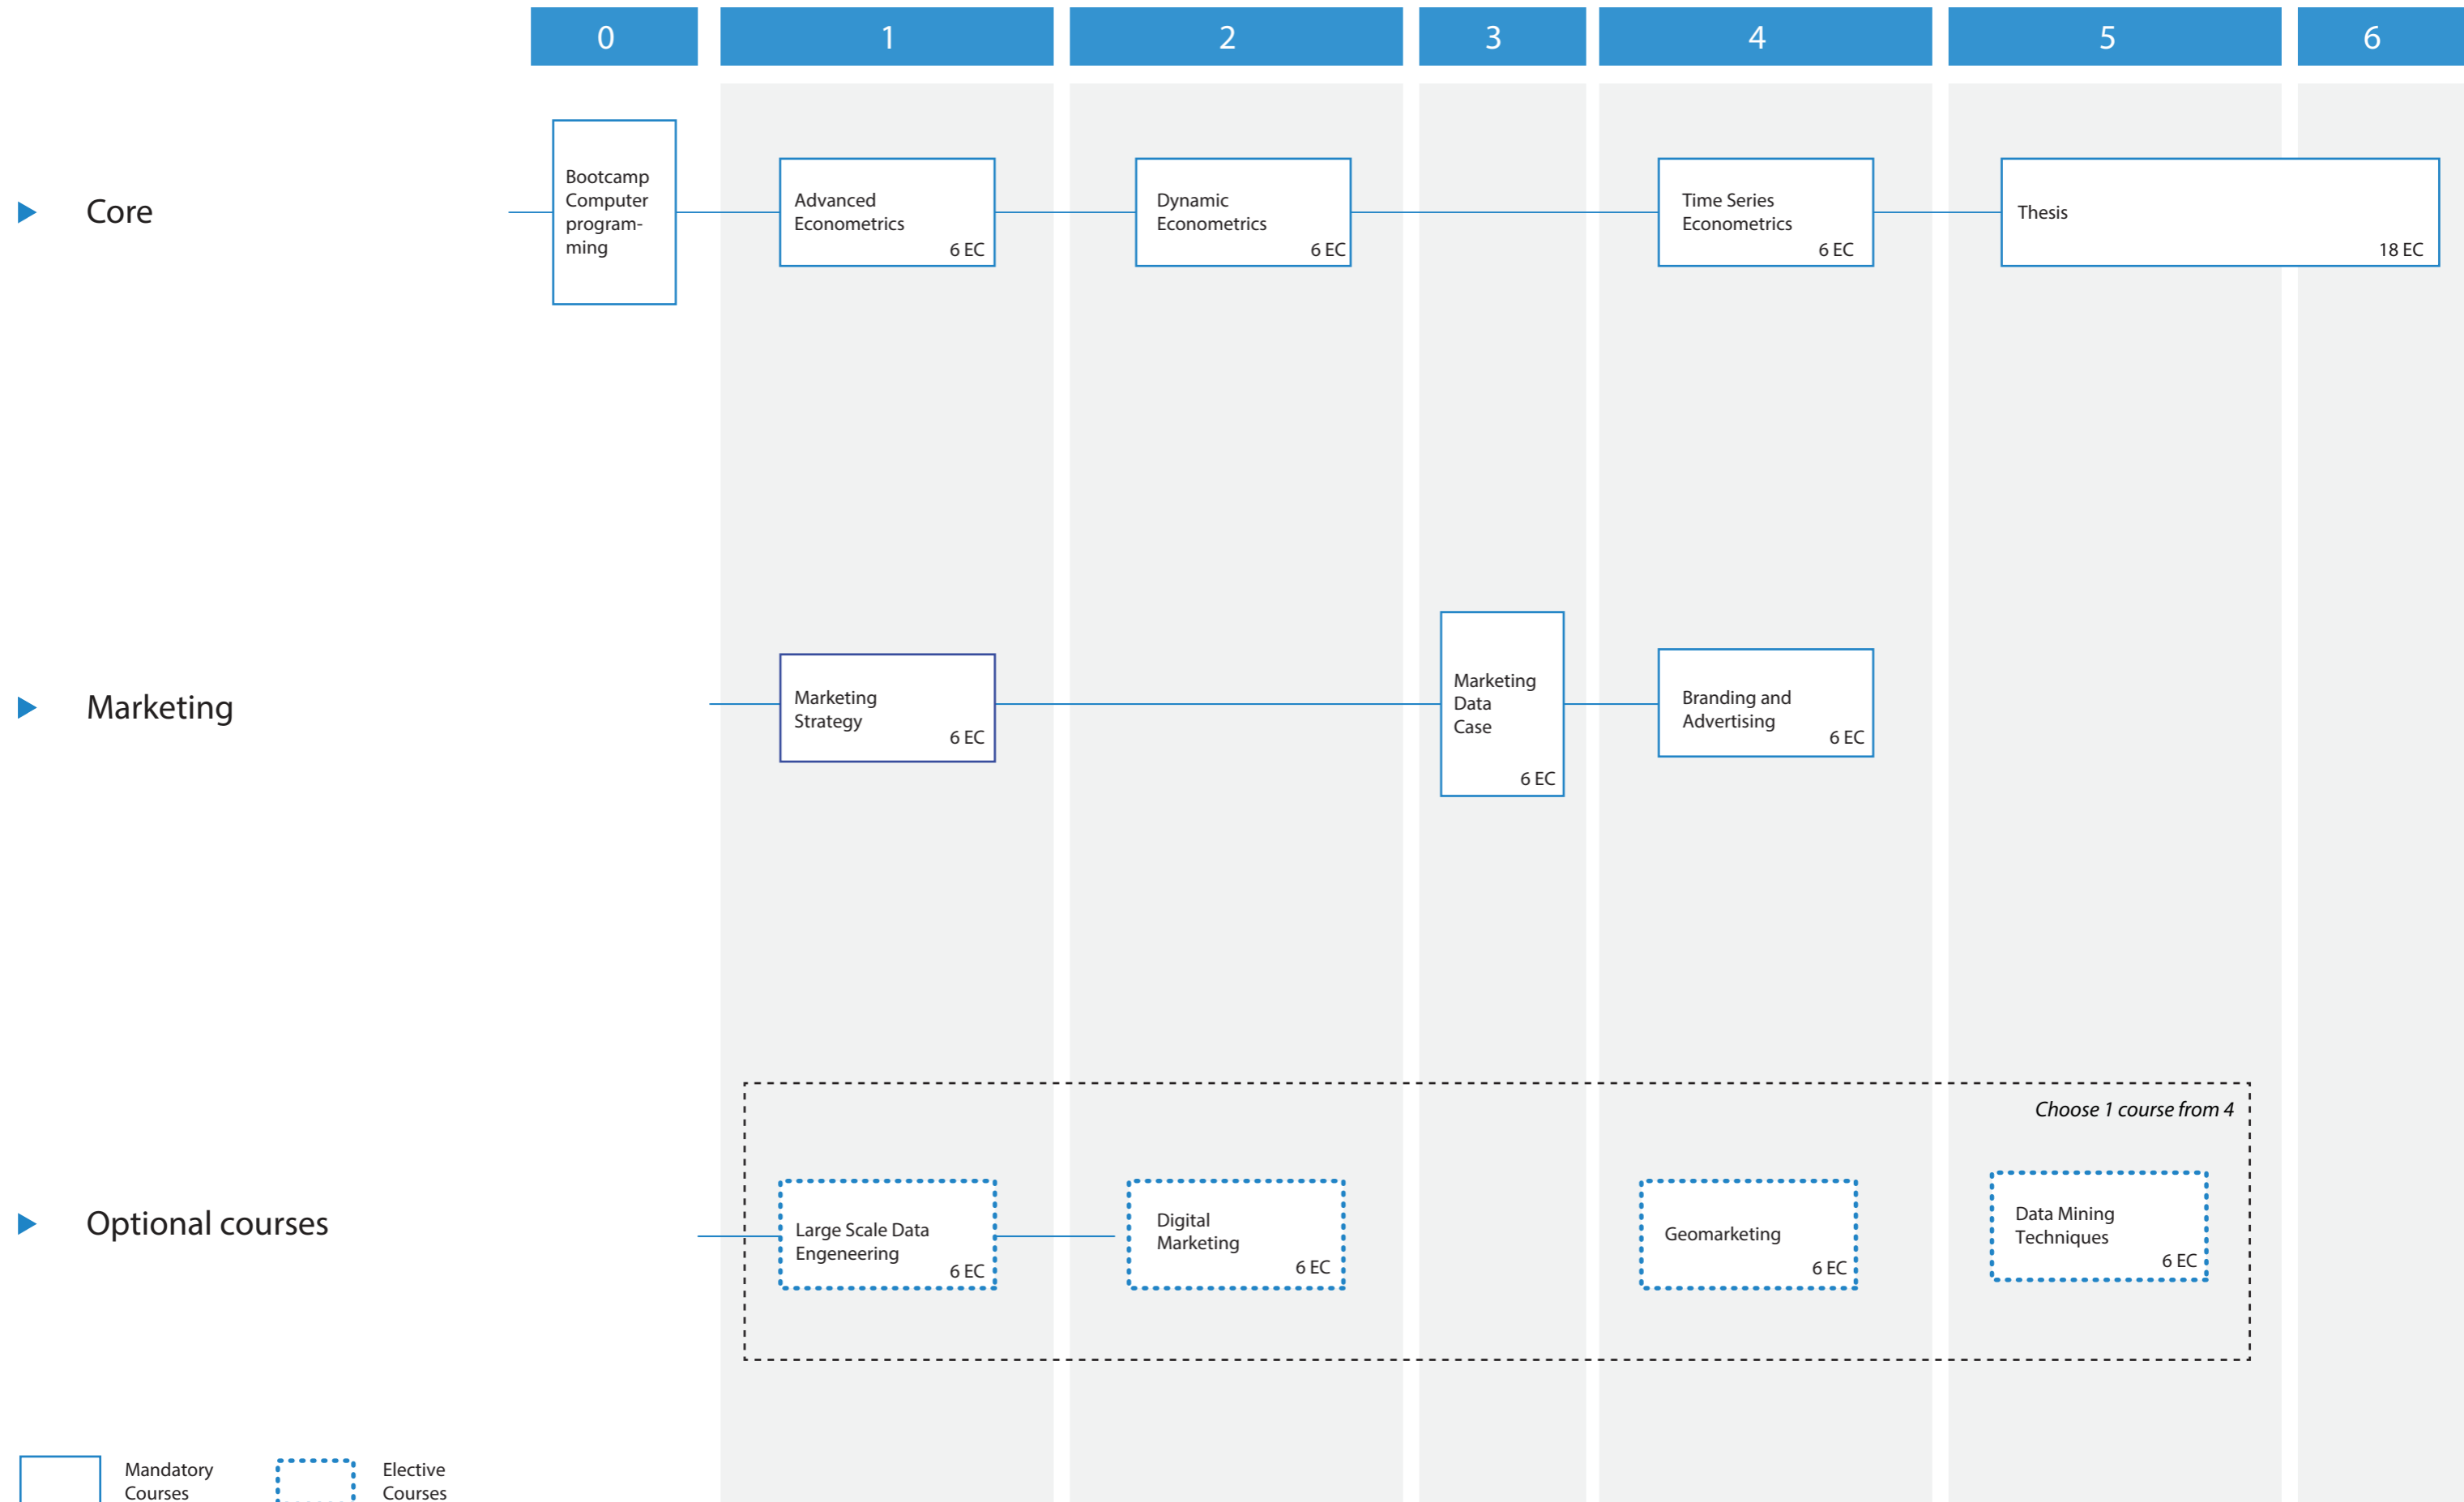 0 1 2 3 4 5 6
Core
Bootcamp
Computer
program-
ming
Advanced
Econometrics
6 EC
Dynamic
Econometrics
6 EC
Time Series
Econometrics
6 EC
Thesis
18 EC
Marketing
Marketing
Strategy
6 EC
Marketing
Data
Case
6 EC
Branding and
Advertising
6 EC
Choose 1 course from 4
Optional courses
Large Scale Data
Engeneering
6 EC
Digital
Marketing
6 EC
Geomarketing
6 EC
Data Mining
Techniques
6 EC
Mandatory
Courses
Elective
Courses